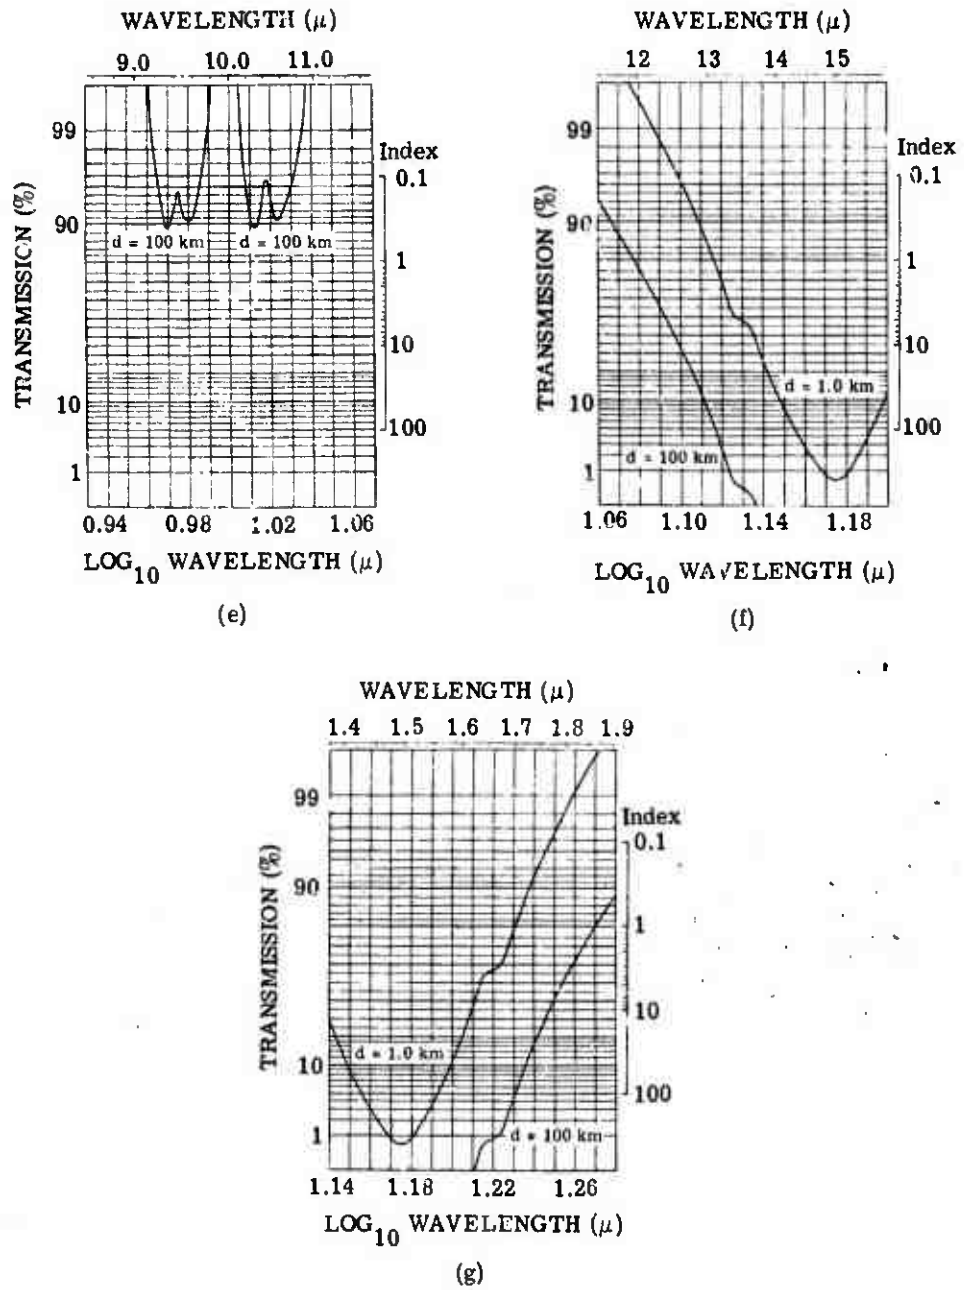 WAVELENGTH (μ)
9.0 10.0 10.3 11.0
99
90
10
1
TRANSMISSION (%)
Index
0.1
1
10
100
d = 100 km
d = 100 km
0.94 0.98 1.02 1.06
LOG10 WAVELENGTH (μ)
(e)
WAVELENGTH (μ)
12 13 14 15
99
90
10
1
TRANSMISSION (%)
Index
0.1
1
10
100
d = 1.0 km
d = 100 km
1.06 1.10 1.14 1.18
LOG10 WAVELENGTH (μ)
(f)
WAVELENGTH (μ)
1.4 1.5 1.6 1.7 1.8 1.9
99
90
10
1
TRANSMISSION (%)
Index
0.1
1
10
100
d = 1.0 km
d = 100 km
1.14 1.18 1.22 1.26
LOG10 WAVELENGTH (μ)
(g)